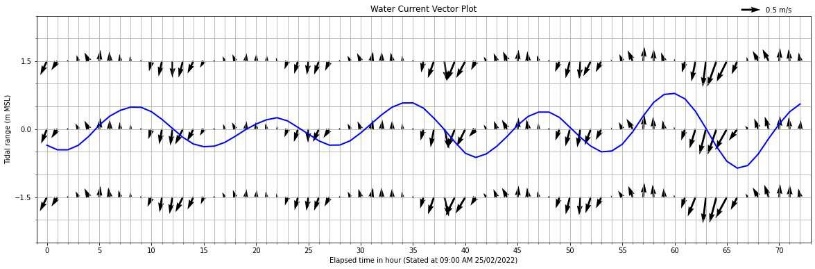 Water Current Vector Plot
0.5 m/s
Tidal range (m MSL)
1.5
0.0
−1.5
0 5 10 15 20 25 30 35 40 45 50 55 60 65 70
Elapsed time in hour (Stated at 09:00 AM 25/02/2022)